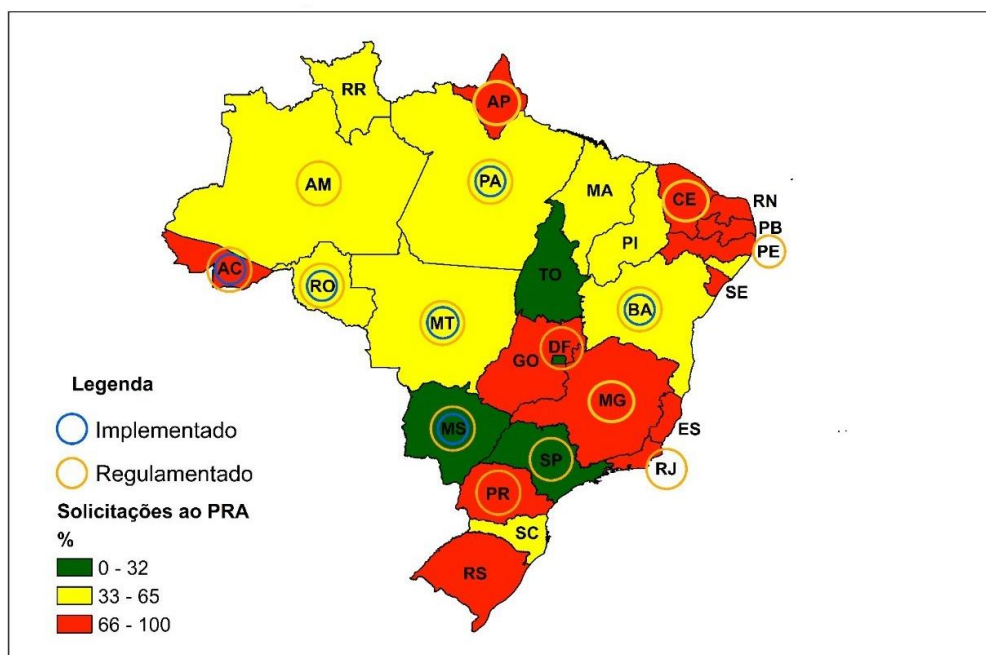 RR
AP
AM
PA
MA
CE
RN
PB
PE
PI
SE
AC
RO
TO
MT
BA
DF
GO
MG
ES
MS
SP
RJ
PR
SC
RS
Legenda
Implementado
Regulamentado
Solicitações ao PRA
%
0 - 32
33 - 65
66 - 100